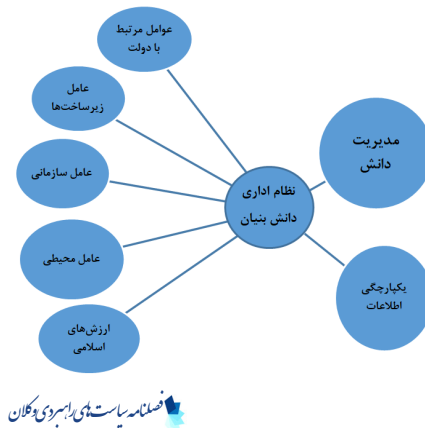 عوامل مرتبط
با دولت
عامل
زیرساخت‌ها
عامل سازمانی
عامل محیطی
ارزش‌های
اسلامی
نظام اداری
دانش بنیان
مدیریت
دانش
یکپارچگی
اطلاعات
فصلنامه سیاست‌های راهبردی و کلان